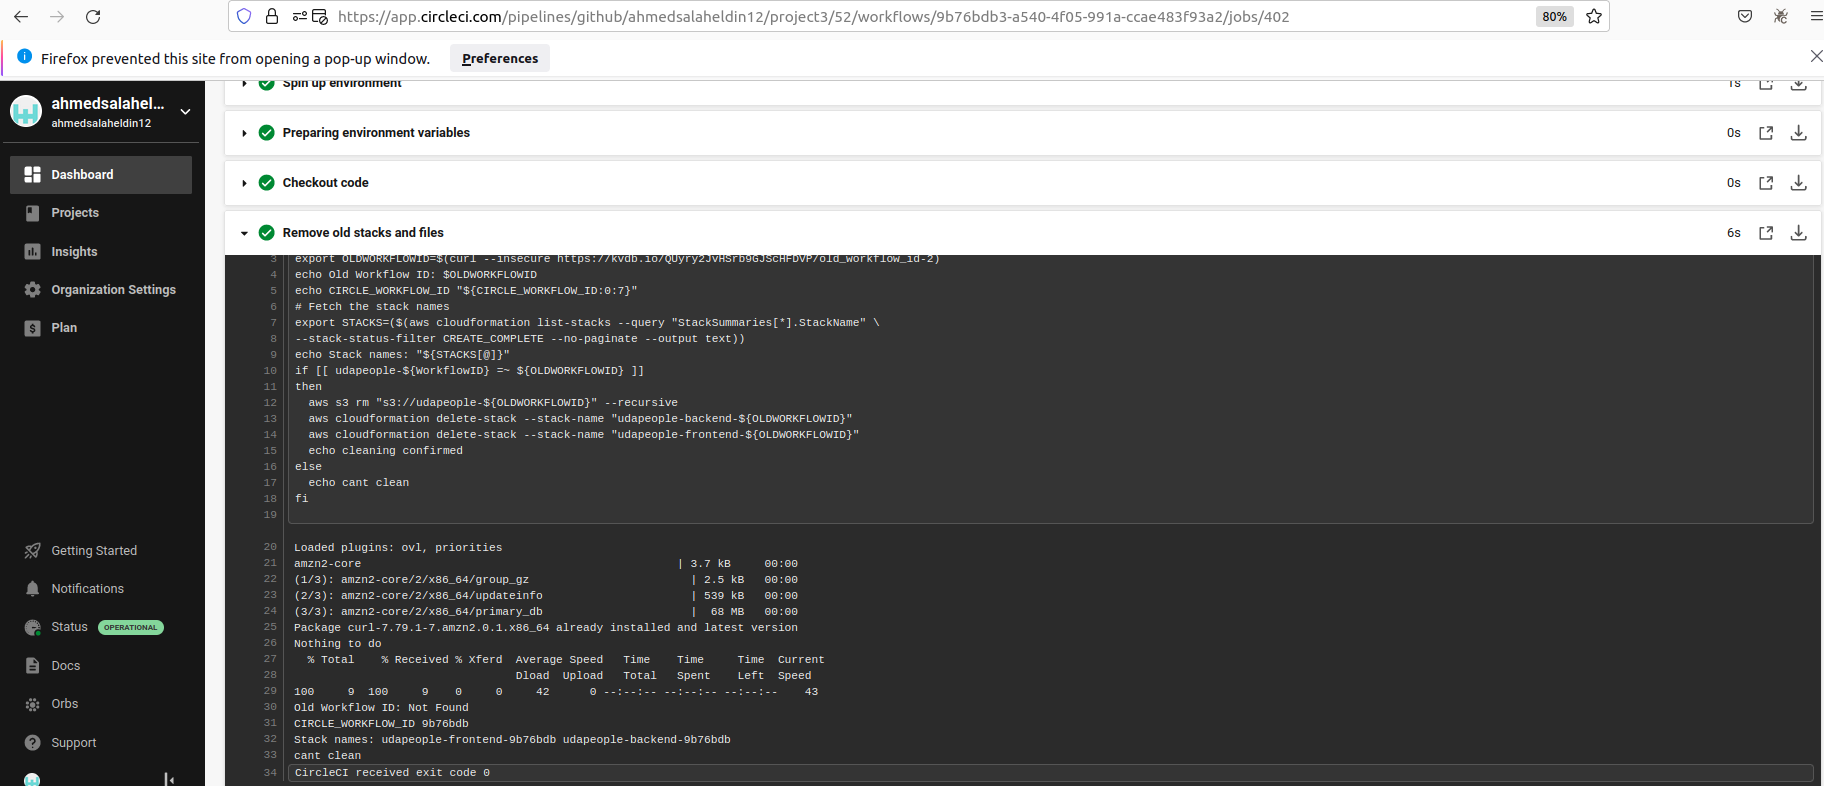 https://app.circleci.com/pipelines/github/ahmedsalaheldin12/project3/52/workflows/9b76bdb3-a540-4f05-991a-ccae483f93a2/jobs/402
80%
Firefox prevented this site from opening a pop-up window.
Preferences
ahmedsalahel...
ahmedsalaheldin12
Dashboard
Projects
Insights
Organization Settings
Plan
Getting Started
Notifications
Status OPERATIONAL
Docs
Orbs
Support
Spin up environment 1s
Preparing environment variables 0s
Checkout code 0s
Remove old stacks and files 6s
3 export OLDWORKFLOWID=$(curl --insecure https://kvdb.io/QUyry2JvHSrb9GJScHFDVP/old_workflow_id-2)
4 echo Old Workflow ID: $OLDWORKFLOWID
5 echo CIRCLE_WORKFLOW_ID "${CIRCLE_WORKFLOW_ID:0:7}"
6 # Fetch the stack names
7 export STACKS=($(aws cloudformation list-stacks --query "StackSummaries[*].StackName" \
8 --stack-status-filter CREATE_COMPLETE --no-paginate --output text))
9 echo Stack names: "${STACKS[@]}"
10 if [[ udapeople-${WorkflowID} =~ ${OLDWORKFLOWID} ]]
11 then
12   aws s3 rm "s3://udapeople-${OLDWORKFLOWID}" --recursive
13   aws cloudformation delete-stack --stack-name "udapeople-backend-${OLDWORKFLOWID}"
14   aws cloudformation delete-stack --stack-name "udapeople-frontend-${OLDWORKFLOWID}"
15   echo cleaning confirmed
16 else
17   echo cant clean
18 fi
19
20 Loaded plugins: ovl, priorities
21 amzn2-core | 3.7 kB 00:00
22 (1/3): amzn2-core/2/x86_64/group_gz | 2.5 kB 00:00
23 (2/3): amzn2-core/2/x86_64/updateinfo | 539 kB 00:00
24 (3/3): amzn2-core/2/x86_64/primary_db | 68 MB 00:00
25 Package curl-7.79.1-7.amzn2.0.1.x86_64 already installed and latest version
26 Nothing to do
27 % Total % Received % Xferd Average Speed Time Time Time Current
28 Dload Upload Total Spent Left Speed
29 100 9 100 9 0 0 42 0 --:--:-- --:--:-- --:--:-- 43
30 Old Workflow ID: Not Found
31 CIRCLE_WORKFLOW_ID 9b76bdb
32 Stack names: udapeople-frontend-9b76bdb udapeople-backend-9b76bdb
33 cant clean
34 CircleCI received exit code 0